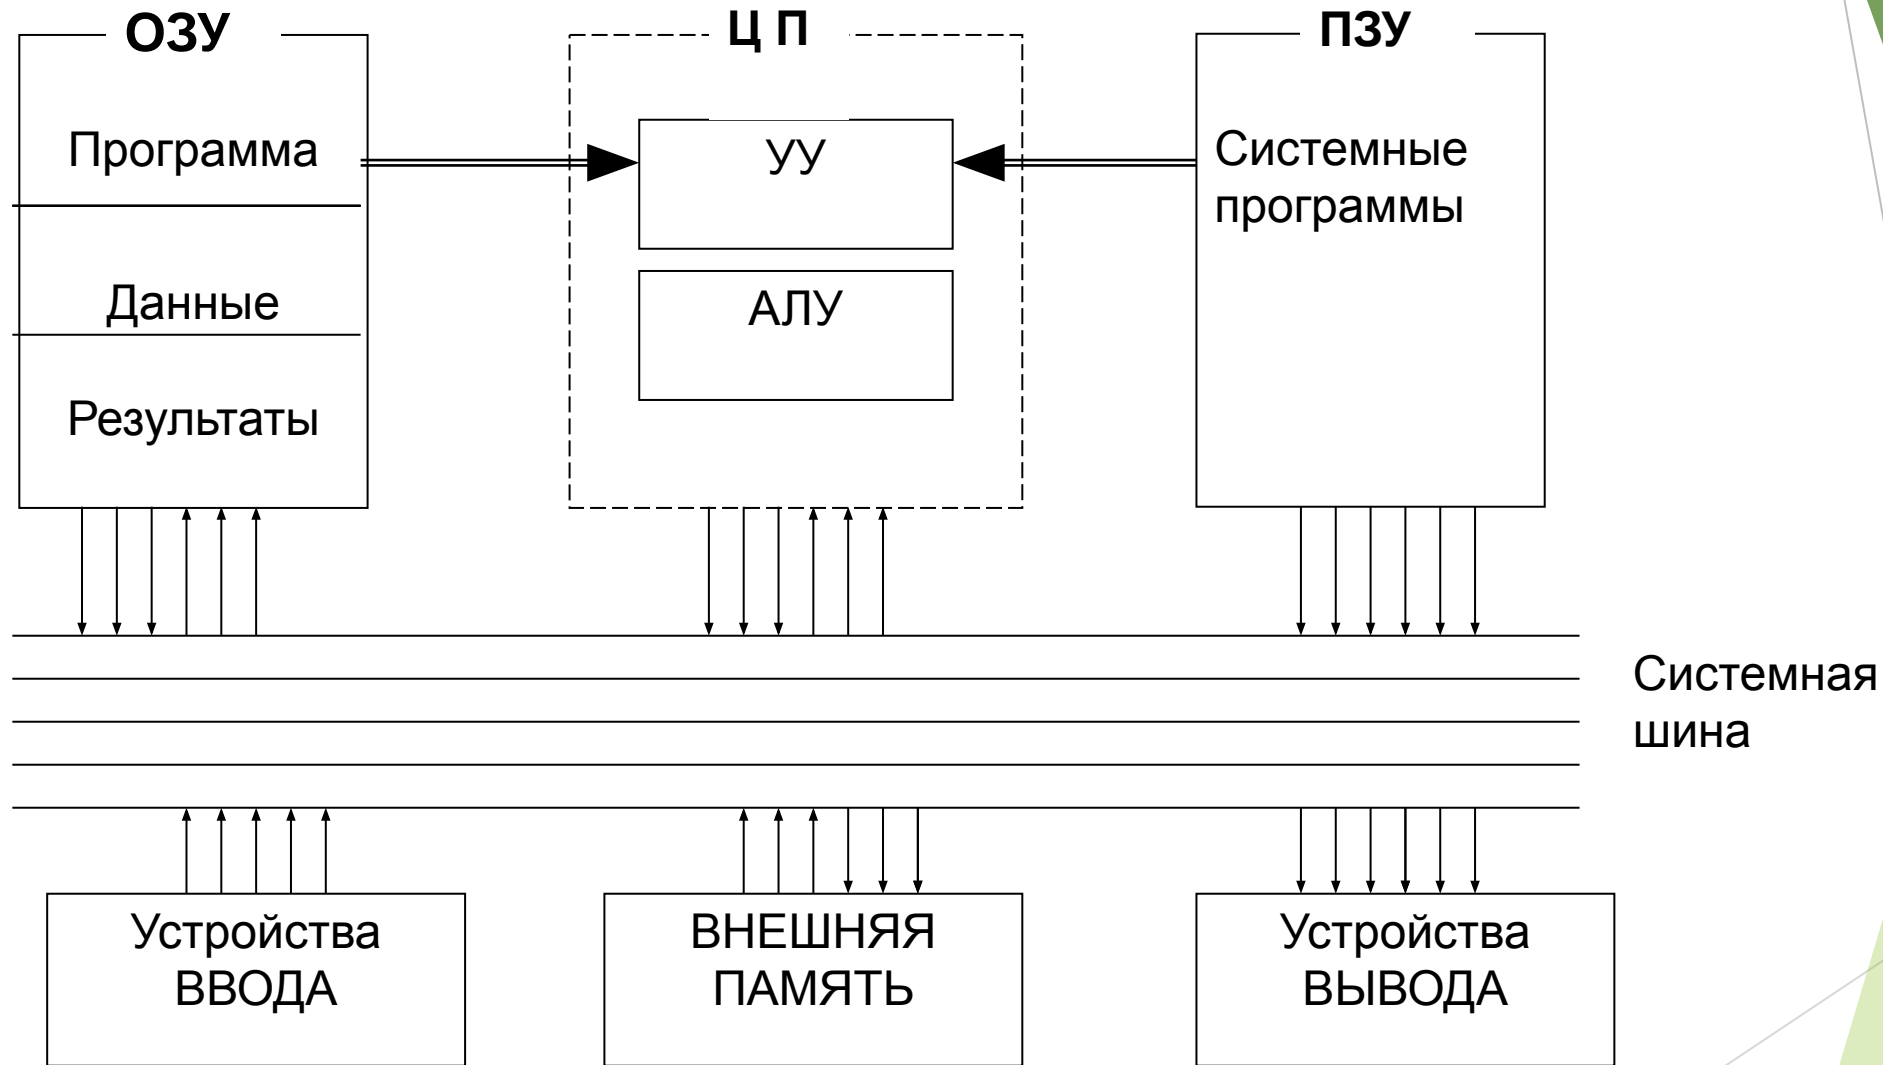 ОЗУ
Ц П
ПЗУ
Программа
Данные
Результаты
УУ
АЛУ
Системные
программы
Системная
шина
Устройства
ВВОДА
ВНЕШНЯЯ
ПАМЯТЬ
Устройства
ВЫВОДА